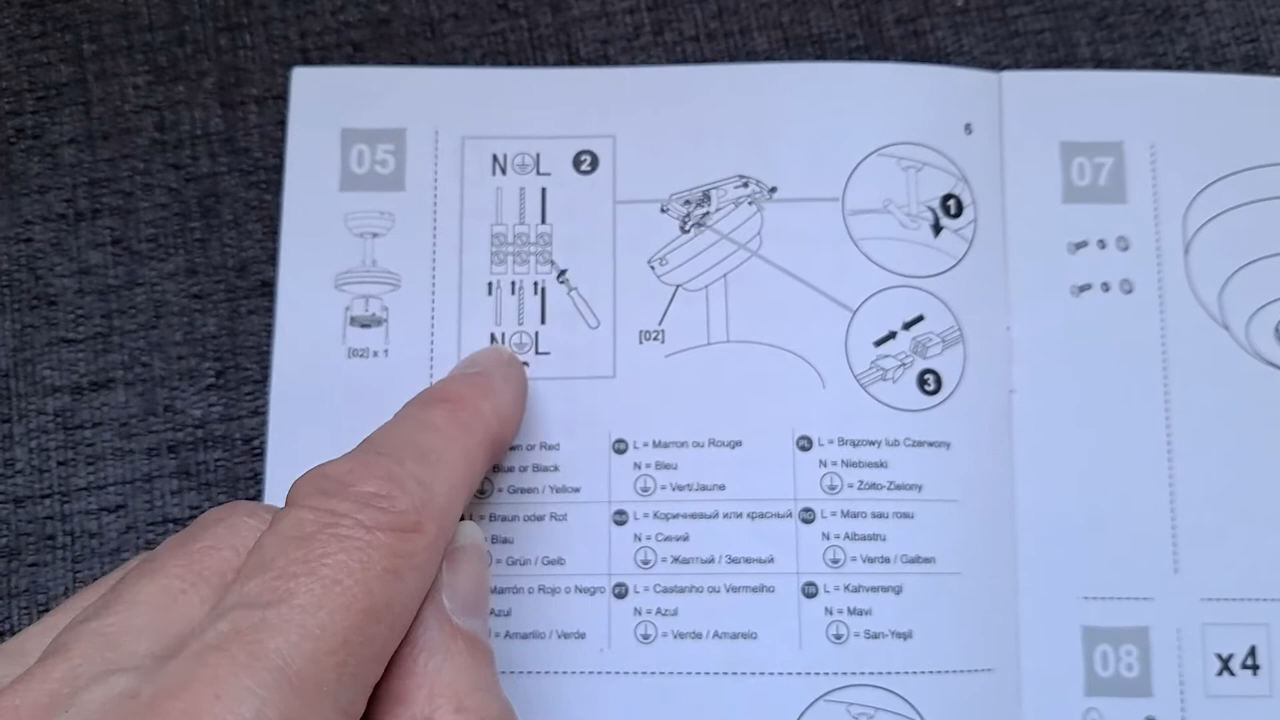 6
05
N L 2
1
[02] x 1
[02]
N L
3
or Red
Blue or Black
= Green / Yellow
= Braun oder Rot
Blau
= Grün / Gelb
Marrón o Rojo o Negro
Azul
= Amarillo / Verde
FR L = Marron ou Rouge
N = Bleu
= Vert/Jaune
L = Коричневый или красный
N = Синий
= Желтый / Зеленый
PT L = Castanho ou Vermelho
N = Azul
= Verde / Amarelo
PL L = Brązowy lub Czerwony
N = Niebieski
= Żółto-Zielony
RO L = Maro sau rosu
N = Albastru
= Verde / Galben
TR L = Kahverengi
N = Mavi
= Sarı-Yeşil
07
08
x4